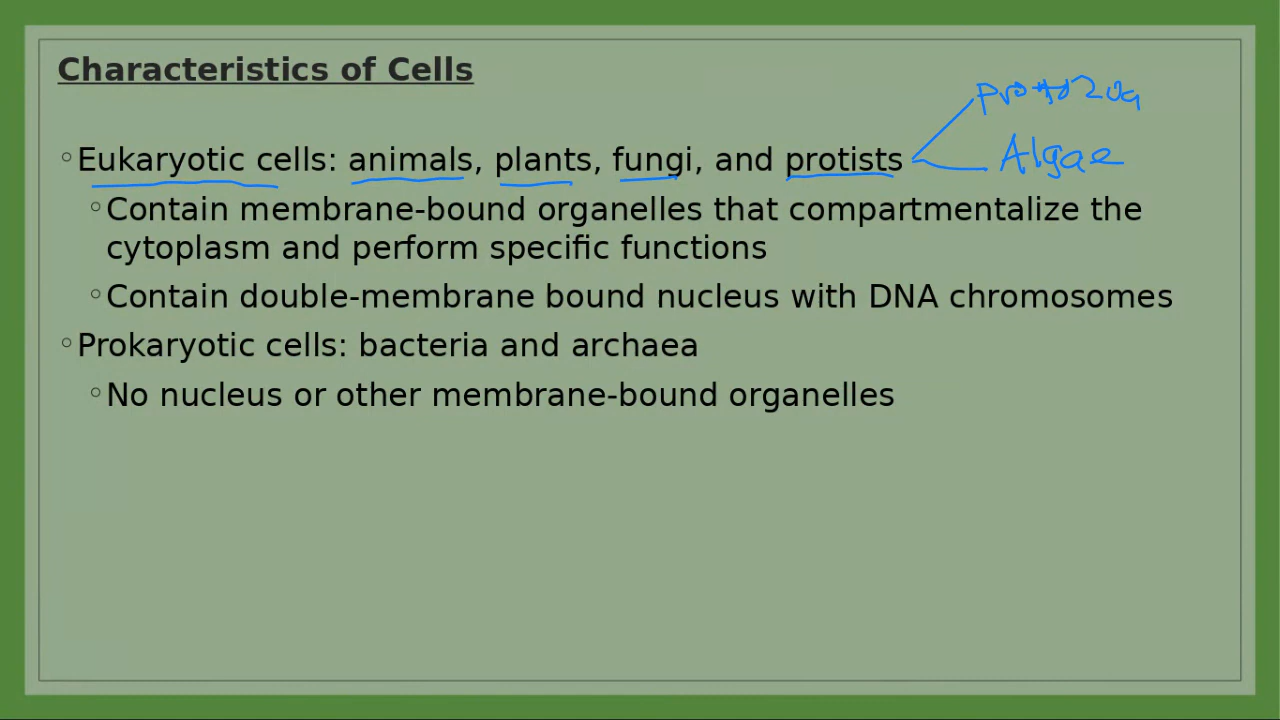 Characteristics of Cells
protozoa
◦Eukaryotic cells: animals, plants, fungi, and protists Algae
◦Contain membrane-bound organelles that compartmentalize the
cytoplasm and perform specific functions
◦Contain double-membrane bound nucleus with DNA chromosomes
◦Prokaryotic cells: bacteria and archaea
◦No nucleus or other membrane-bound organelles